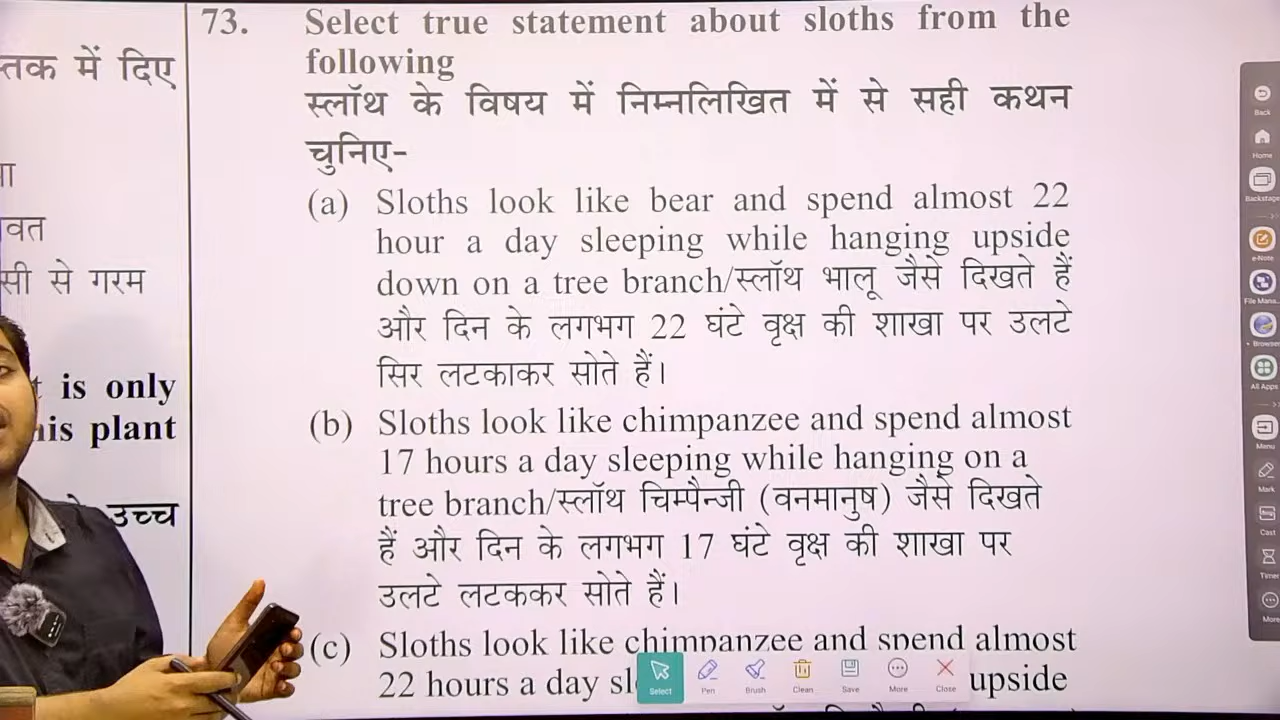 तक में दिए
वत
सी से गरम
is only
his plant
उच्च
73. Select true statement about sloths from the
following
स्लॉथ के विषय में निम्नलिखित में से सही कथन
चुनिए-
(a) Sloths look like bear and spend almost 22
hour a day sleeping while hanging upside
down on a tree branch/स्लॉथ भालू जैसे दिखते हैं
और दिन के लगभग 22 घंटे वृक्ष की शाखा पर उलटे
सिर लटकाकर सोते हैं।
(b) Sloths look like chimpanzee and spend almost
17 hours a day sleeping while hanging on a
tree branch/स्लॉथ चिम्पैन्जी (वनमानुष) जैसे दिखते
हैं और दिन के लगभग 17 घंटे वृक्ष की शाखा पर
उलटे लटककर सोते हैं।
(c) Sloths look like chimpanzee and spend almost
22 hours a day sl upside
Select Pen Brush Clean Save More Close
Back
Home
Backstage
e-Note
File Mana...
Browser
All Apps
Menu
Mark
Cast
Timer
More